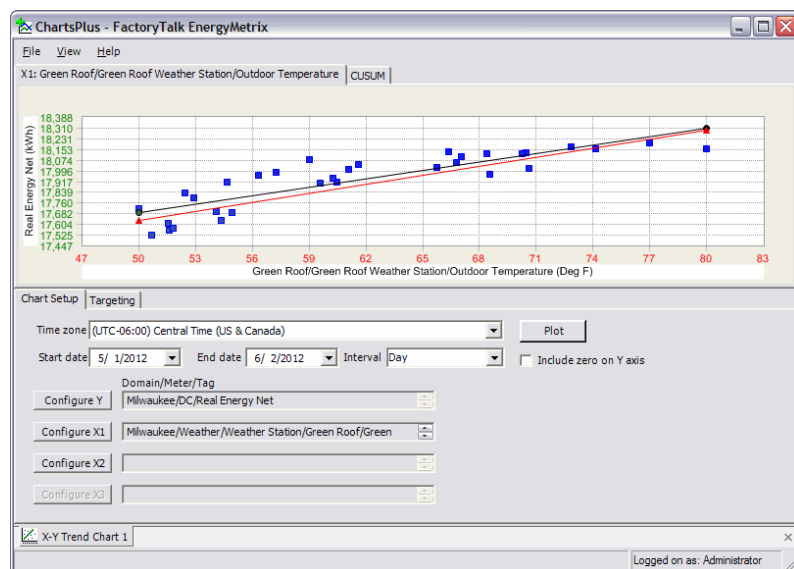 ChartsPlus - FactoryTalk EnergyMetrix
File View Help
X1: Green Roof/Green Roof Weather Station/Outdoor Temperature CUSUM
Real Energy Net (kWh)
18,388
18,310
18,231
18,153
18,074
17,996
17,917
17,839
17,760
17,682
17,604
17,525
17,447
47 50 53 56 59 62 65 68 71 74 77 80 83
Green Roof/Green Roof Weather Station/Outdoor Temperature (Deg F)
Chart Setup Targeting
Time zone (UTC-06:00) Central Time (US & Canada) Plot
Start date 5/ 1/2012 End date 6/ 2/2012 Interval Day Include zero on Y axis
Domain/Meter/Tag
Configure Y Milwaukee/DC/Real Energy Net
Configure X1 Milwaukee/Weather/Weather Station/Green Roof/Green
Configure X2
Configure X3
X-Y Trend Chart 1
Logged on as: Administrator